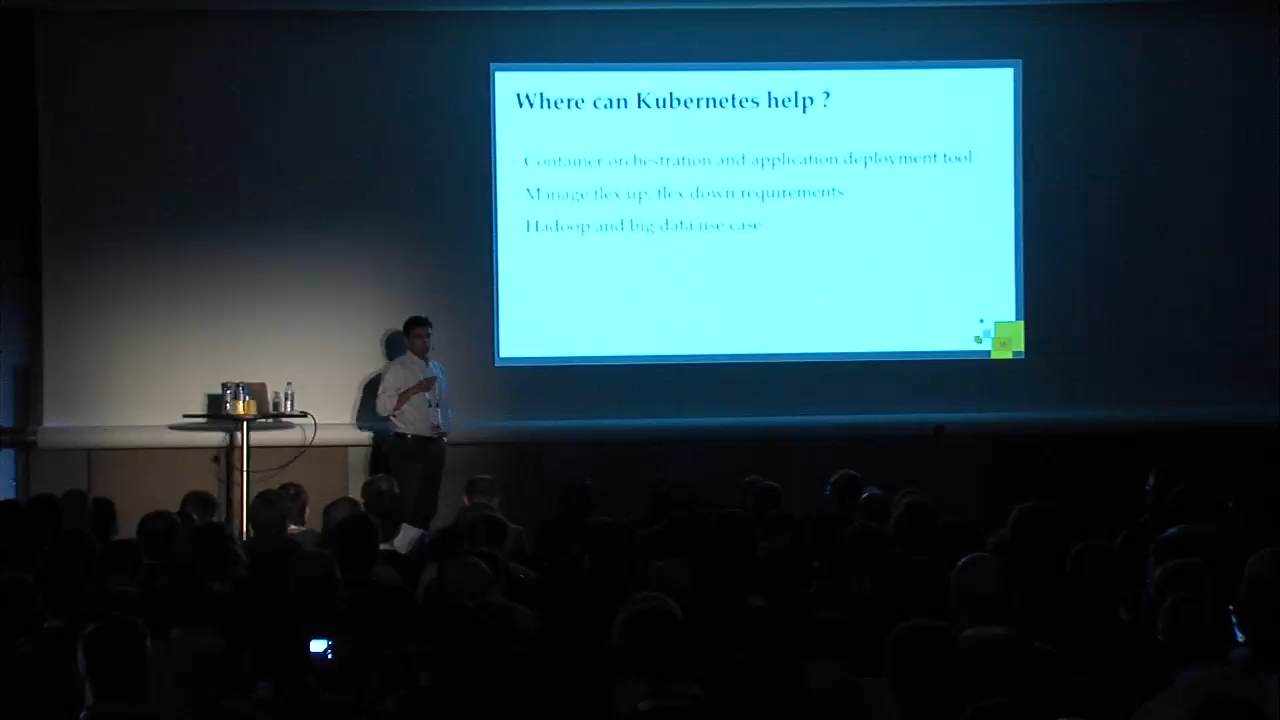 Where can Kubernetes help ?
Container orchestration and application deployment tool
Manage flex up, flex down requirements
Hadoop and big data use case